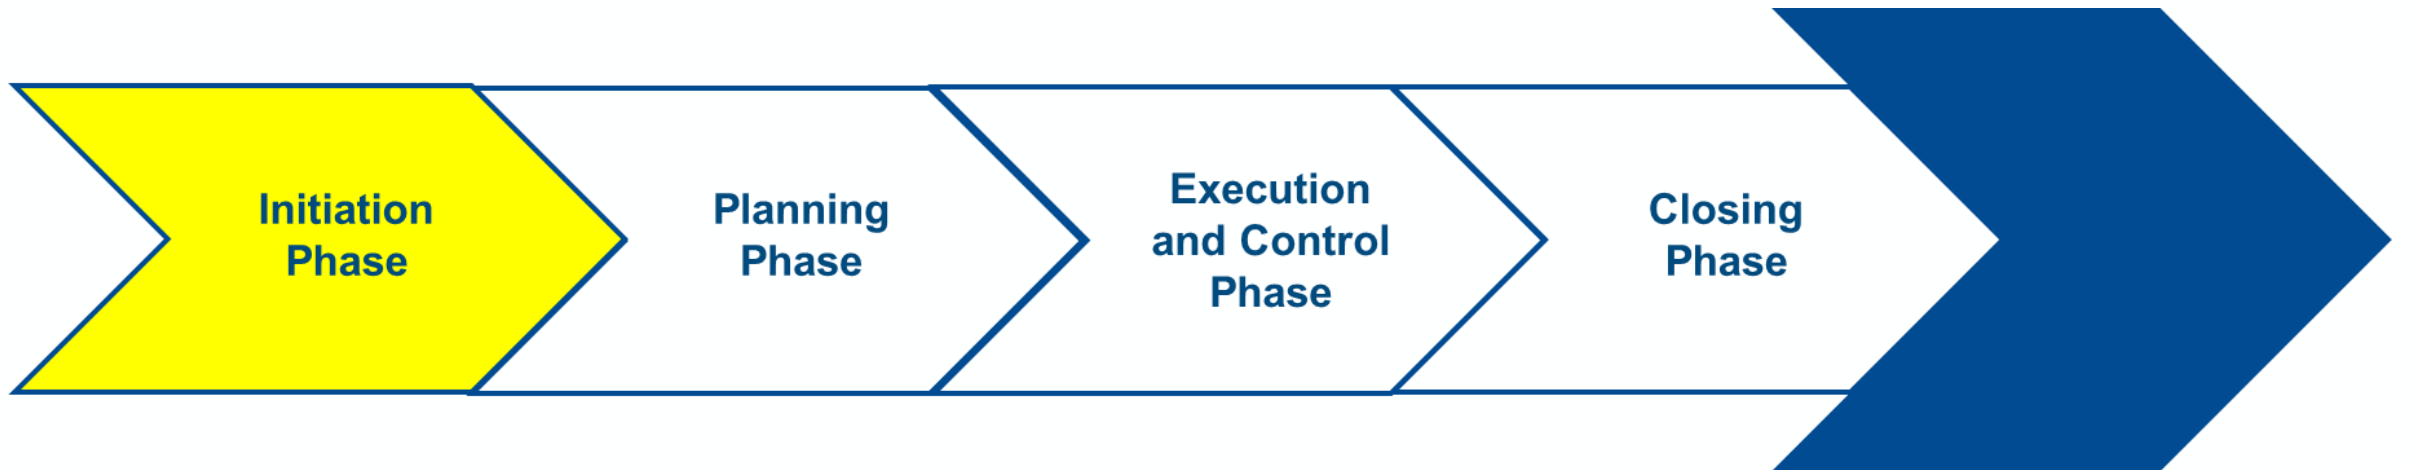 Initiation
Phase
Planning
Phase
Execution
and Control
Phase
Closing
Phase